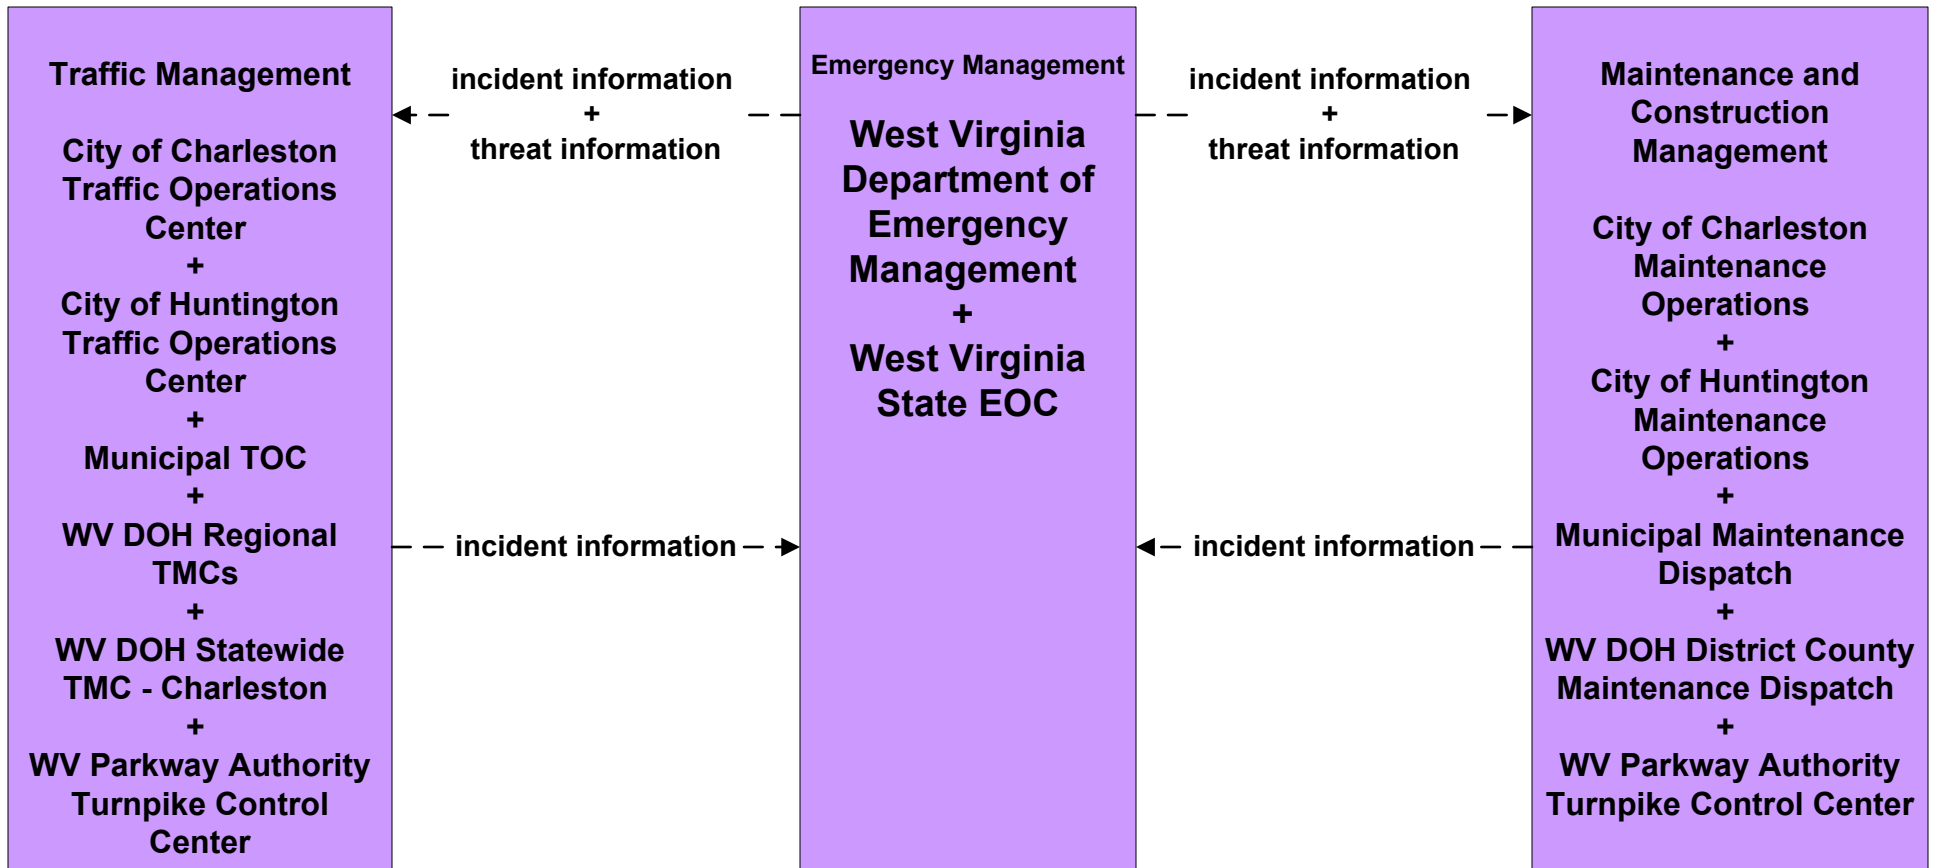 Traffic Management
City of Charleston
Traffic Operations
Center
+
City of Huntington
Traffic Operations
Center
+
Municipal TOC
+
WV DOH Regional
TMCs
+
WV DOH Statewide
TMC - Charleston
+
WV Parkway Authority
Turnpike Control
Center
incident information
+
threat information
incident information
Emergency Management
West Virginia
Department of
Emergency
Management
+
West Virginia
State EOC
incident information
+
threat information
incident information
Maintenance and
Construction
Management
City of Charleston
Maintenance
Operations
+
City of Huntington
Maintenance
Operations
+
Municipal Maintenance
Dispatch
+
WV DOH District County
Maintenance Dispatch
+
WV Parkway Authority
Turnpike Control Center